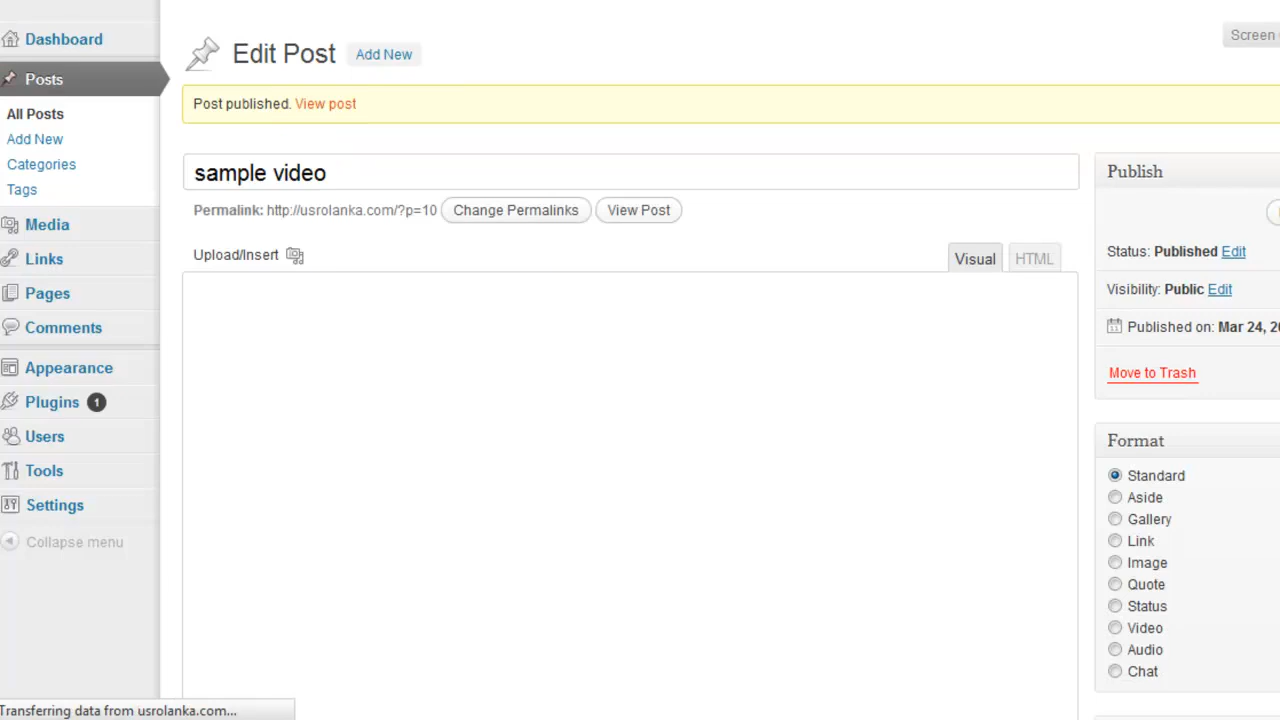 Dashboard
Posts
All Posts
Add New
Categories
Tags
Media
Links
Pages
Comments
Appearance
Plugins 1
Users
Tools
Settings
Collapse menu
Screen
Edit Post Add New
Post published. View post
sample video
Permalink: http://usrolanka.com/?p=10 Change Permalinks View Post
Upload/Insert
Visual HTML
Publish
Status: Published Edit
Visibility: Public Edit
Published on: Mar 24, 20
Move to Trash
Format
Standard
Aside
Gallery
Link
Image
Quote
Status
Video
Audio
Chat
Transferring data from usrolanka.com...